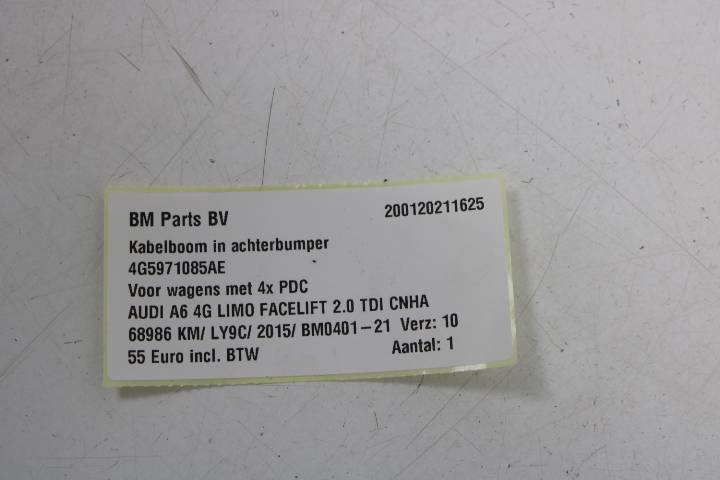 BM Parts BV 200120211625
Kabelboom in achterbumper
4G5971085AE
Voor wagens met 4x PDC
AUDI A6 4G LIMO FACELIFT 2.0 TDI CNHA
68986 KM/ LY9C/ 2015/ BM0401-21 Verz: 10
55 Euro incl. BTW Aantal: 1